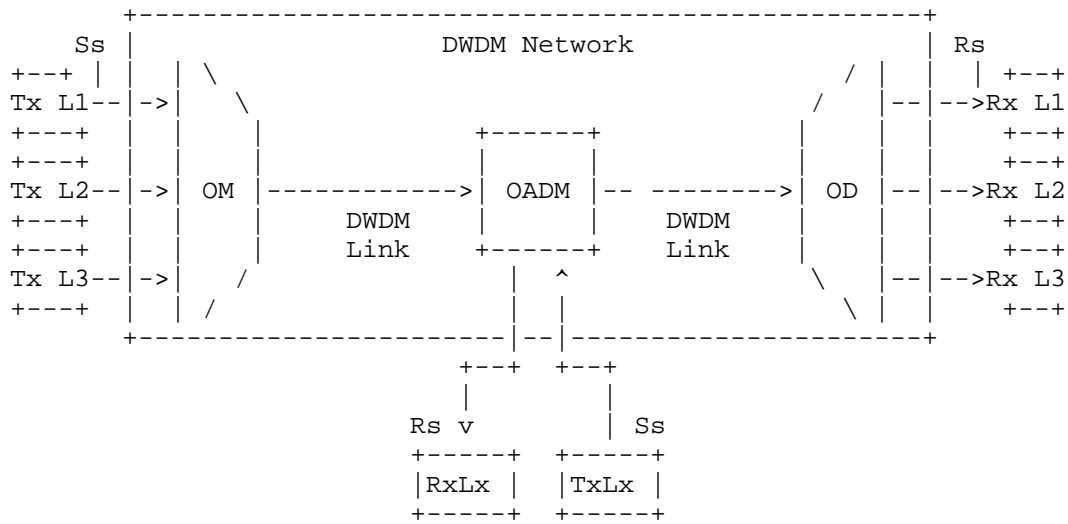 DWDM Network
Ss Rs
Tx L1 Rx L1
Tx L2 OM OADM OD Rx L2
DWDM DWDM
Link Link
Tx L3 Rx L3
Rs v Ss
RxLx TxLx